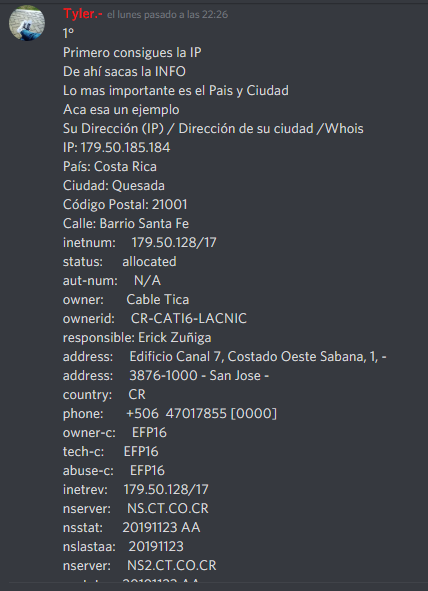 Tyler.- el lunes pasado a las 22:26
1º
Primero consigues la IP
De ahí sacas la INFO
Lo mas importante es el Pais y Ciudad
Aca esa un ejemplo
Su Dirección (IP) / Dirección de su ciudad /Whois
IP: 179.50.185.184
País: Costa Rica
Ciudad: Quesada
Código Postal: 21001
Calle: Barrio Santa Fe
inetnum: 179.50.128/17
status: allocated
aut-num: N/A
owner: Cable Tica
ownerid: CR-CATI6-LACNIC
responsible: Erick Zuñiga
address: Edificio Canal 7, Costado Oeste Sabana, 1, -
address: 3876-1000 - San Jose -
country: CR
phone: +506 47017855 [0000]
owner-c: EFP16
tech-c: EFP16
abuse-c: EFP16
inetrev: 179.50.128/17
nserver: NS.CT.CO.CR
nsstat: 20191123 AA
nslastaa: 20191123
nserver: NS2.CT.CO.CR